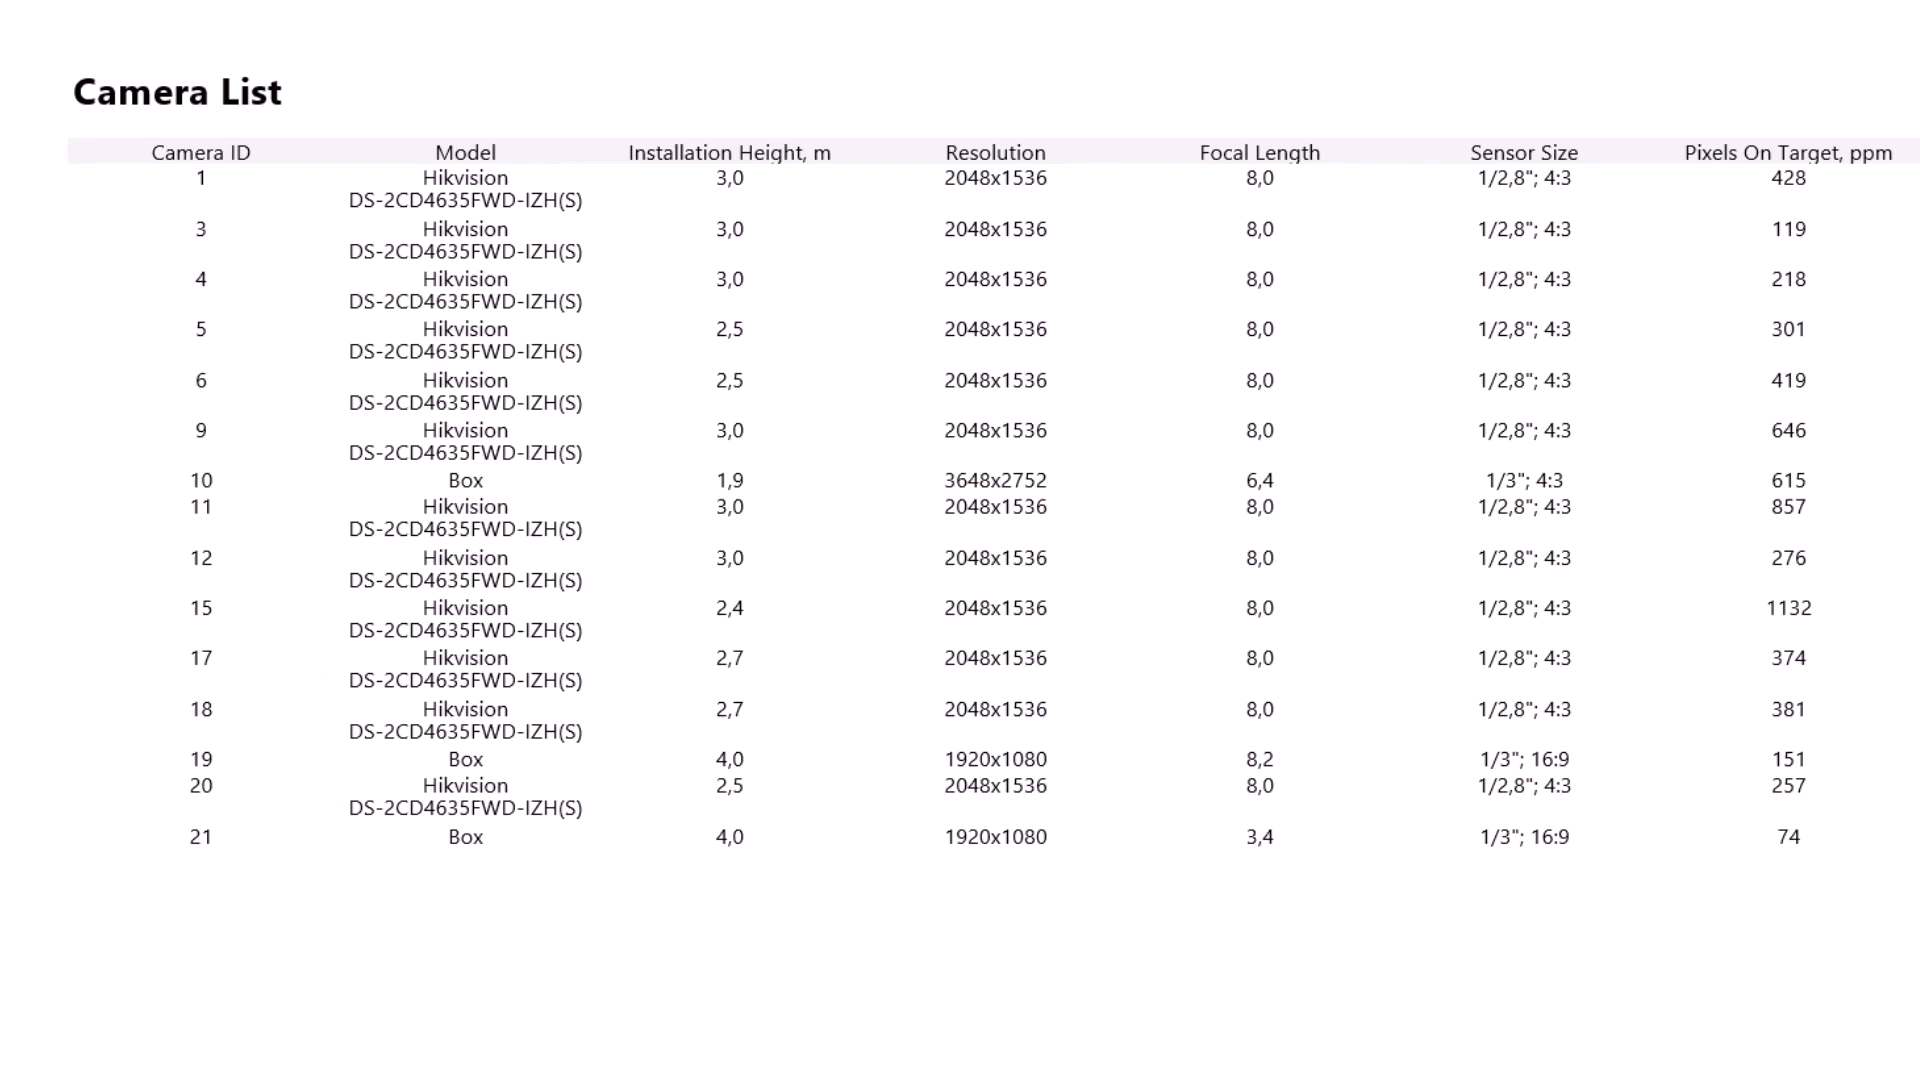 Camera List
Camera ID Model Installation Height, m Resolution Focal Length Sensor Size Pixels On Target, ppm
1 Hikvision 3,0 2048x1536 8,0 1/2,8"; 4:3 428
DS-2CD4635FWD-IZH(S)
3 Hikvision 3,0 2048x1536 8,0 1/2,8"; 4:3 119
DS-2CD4635FWD-IZH(S)
4 Hikvision 3,0 2048x1536 8,0 1/2,8"; 4:3 218
DS-2CD4635FWD-IZH(S)
5 Hikvision 2,5 2048x1536 8,0 1/2,8"; 4:3 301
DS-2CD4635FWD-IZH(S)
6 Hikvision 2,5 2048x1536 8,0 1/2,8"; 4:3 419
DS-2CD4635FWD-IZH(S)
9 Hikvision 3,0 2048x1536 8,0 1/2,8"; 4:3 646
DS-2CD4635FWD-IZH(S)
10 Box 1,9 3648x2752 6,4 1/3"; 4:3 615
11 Hikvision 3,0 2048x1536 8,0 1/2,8"; 4:3 857
DS-2CD4635FWD-IZH(S)
12 Hikvision 3,0 2048x1536 8,0 1/2,8"; 4:3 276
DS-2CD4635FWD-IZH(S)
15 Hikvision 2,4 2048x1536 8,0 1/2,8"; 4:3 1132
DS-2CD4635FWD-IZH(S)
17 Hikvision 2,7 2048x1536 8,0 1/2,8"; 4:3 374
DS-2CD4635FWD-IZH(S)
18 Hikvision 2,7 2048x1536 8,0 1/2,8"; 4:3 381
DS-2CD4635FWD-IZH(S)
19 Box 4,0 1920x1080 8,2 1/3"; 16:9 151
20 Hikvision 2,5 2048x1536 8,0 1/2,8"; 4:3 257
DS-2CD4635FWD-IZH(S)
21 Box 4,0 1920x1080 3,4 1/3"; 16:9 74